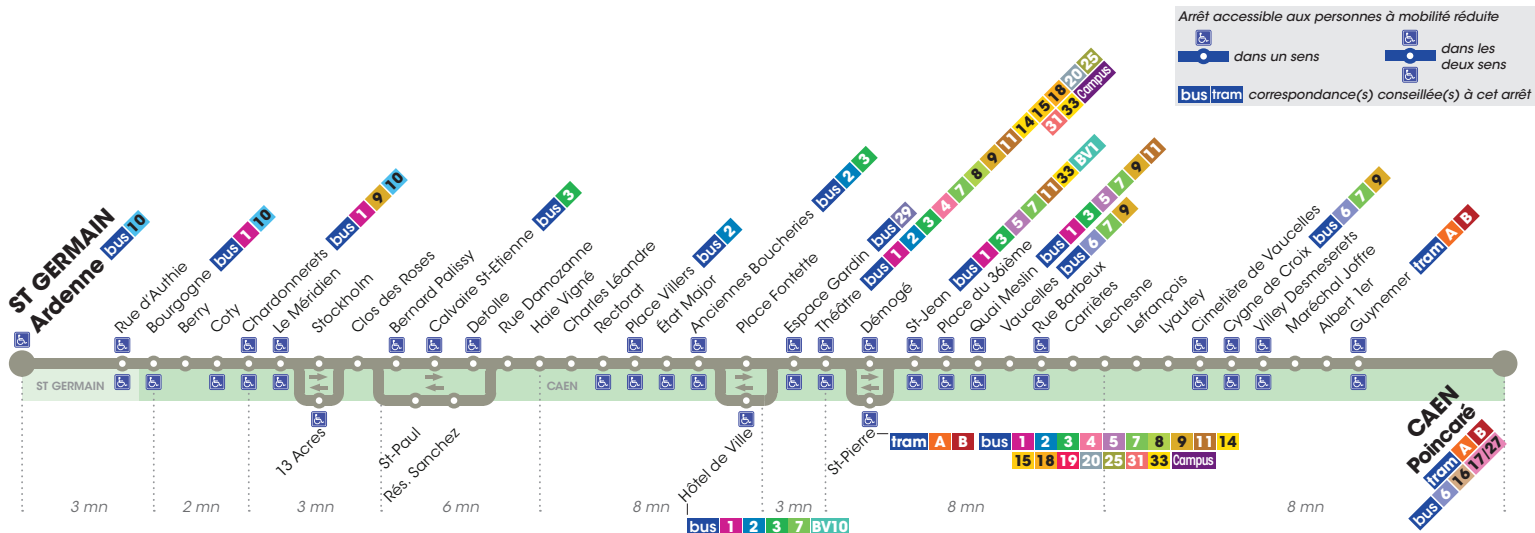 Arrêt accessible aux personnes à mobilité réduite
dans un sens
dans les
deux sens
bus tram correspondance(s) conseillée(s) à cet arrêt
ST GERMAIN
Ardenne bus 10
Rue d'Authie
Bourgogne bus 1 10
Berry
Coty
Chardonnerets bus 1 9 10
Le Méridien
Stockholm
Clos des Roses
Bernard Palissy
Calvaire St-Etienne bus 3
Detolle
Rue Damozanne
Haie Vigné
Charles Léandre
Rectorat
Place Villers bus 2
État Major
Anciennes Boucheries bus 2 3
Place Fontette
Espace Gardin bus 29
Théâtre bus 1 2 3 4 7 8 9 11 14 15 18 20 25
31 33 Campus
Démogé
St-Jean bus 1 3 5 7 11 33 BV1
Place du 36ième
Quai Meslin bus 1 3 5 7 9 11
Vaucelles bus 6 7 9
Rue Barbeux
Carrières
Lechesne
Lefrançois
Lyautey
Cimetière de Vaucelles
Cygne de Croix bus 6 7 9
Villey Desmeserets
Maréchal Joffre
Albert 1er
Guynemer tram A B
ST GERMAIN
CAEN
13 Acres
St-Paul
Rés. Sanchez
Hôtel de Ville
bus 1 2 3 7 BV10
St-Pierre
tram A B bus 1 2 3 4 5 7 8 9 11 14
15 18 19 20 25 31 33 Campus
CAEN
Poincaré
tram A B
bus 6 16 17/27
3 mn
2 mn
3 mn
6 mn
8 mn
3 mn
8 mn
8 mn